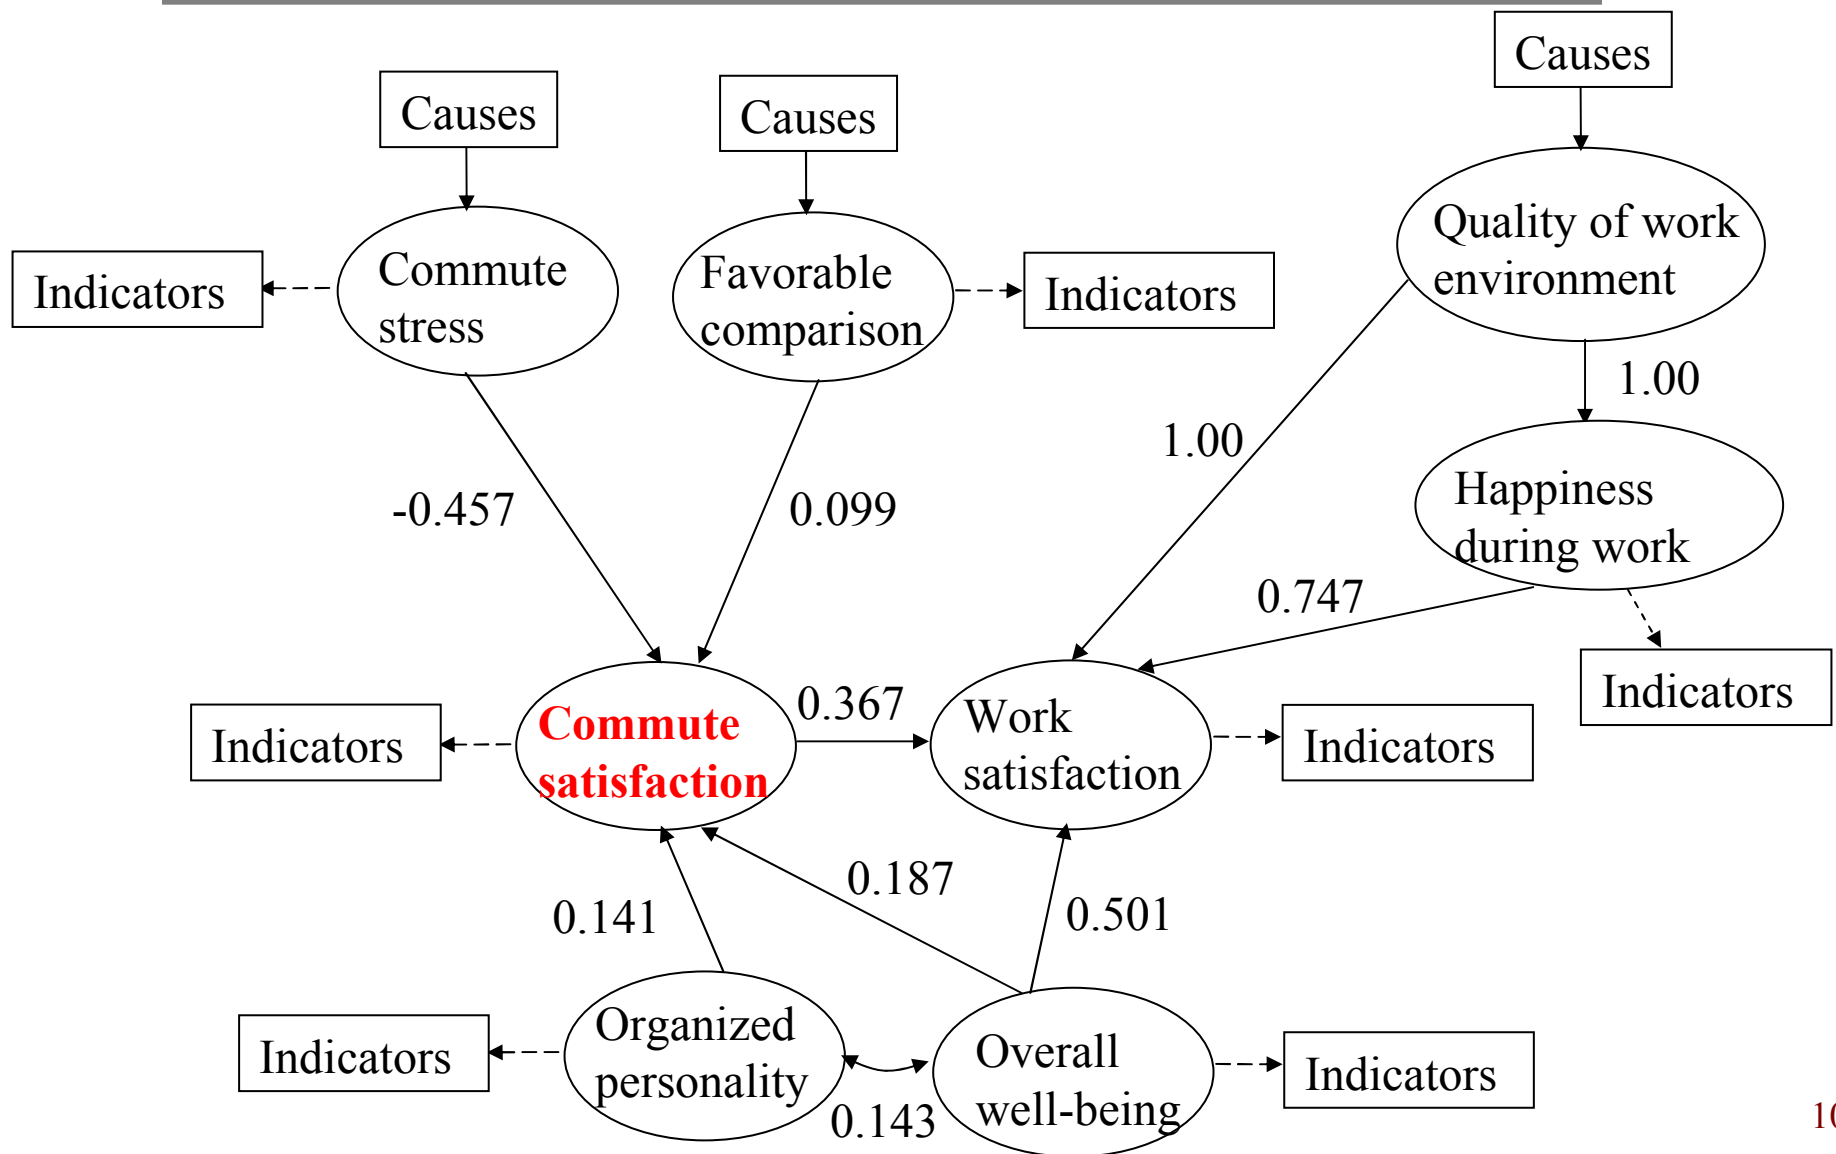 Causes
Causes
Causes
Quality of work
environment
Commute
stress
Indicators
Favorable
comparison
Indicators
1.00
1.00
Happiness
during work
-0.457
0.099
0.747
Indicators
Commute
satisfaction
Indicators
0.367
Work
satisfaction
Indicators
0.187
0.141
0.501
Organized
personality
Indicators
Overall
well-being
Indicators
0.143
10